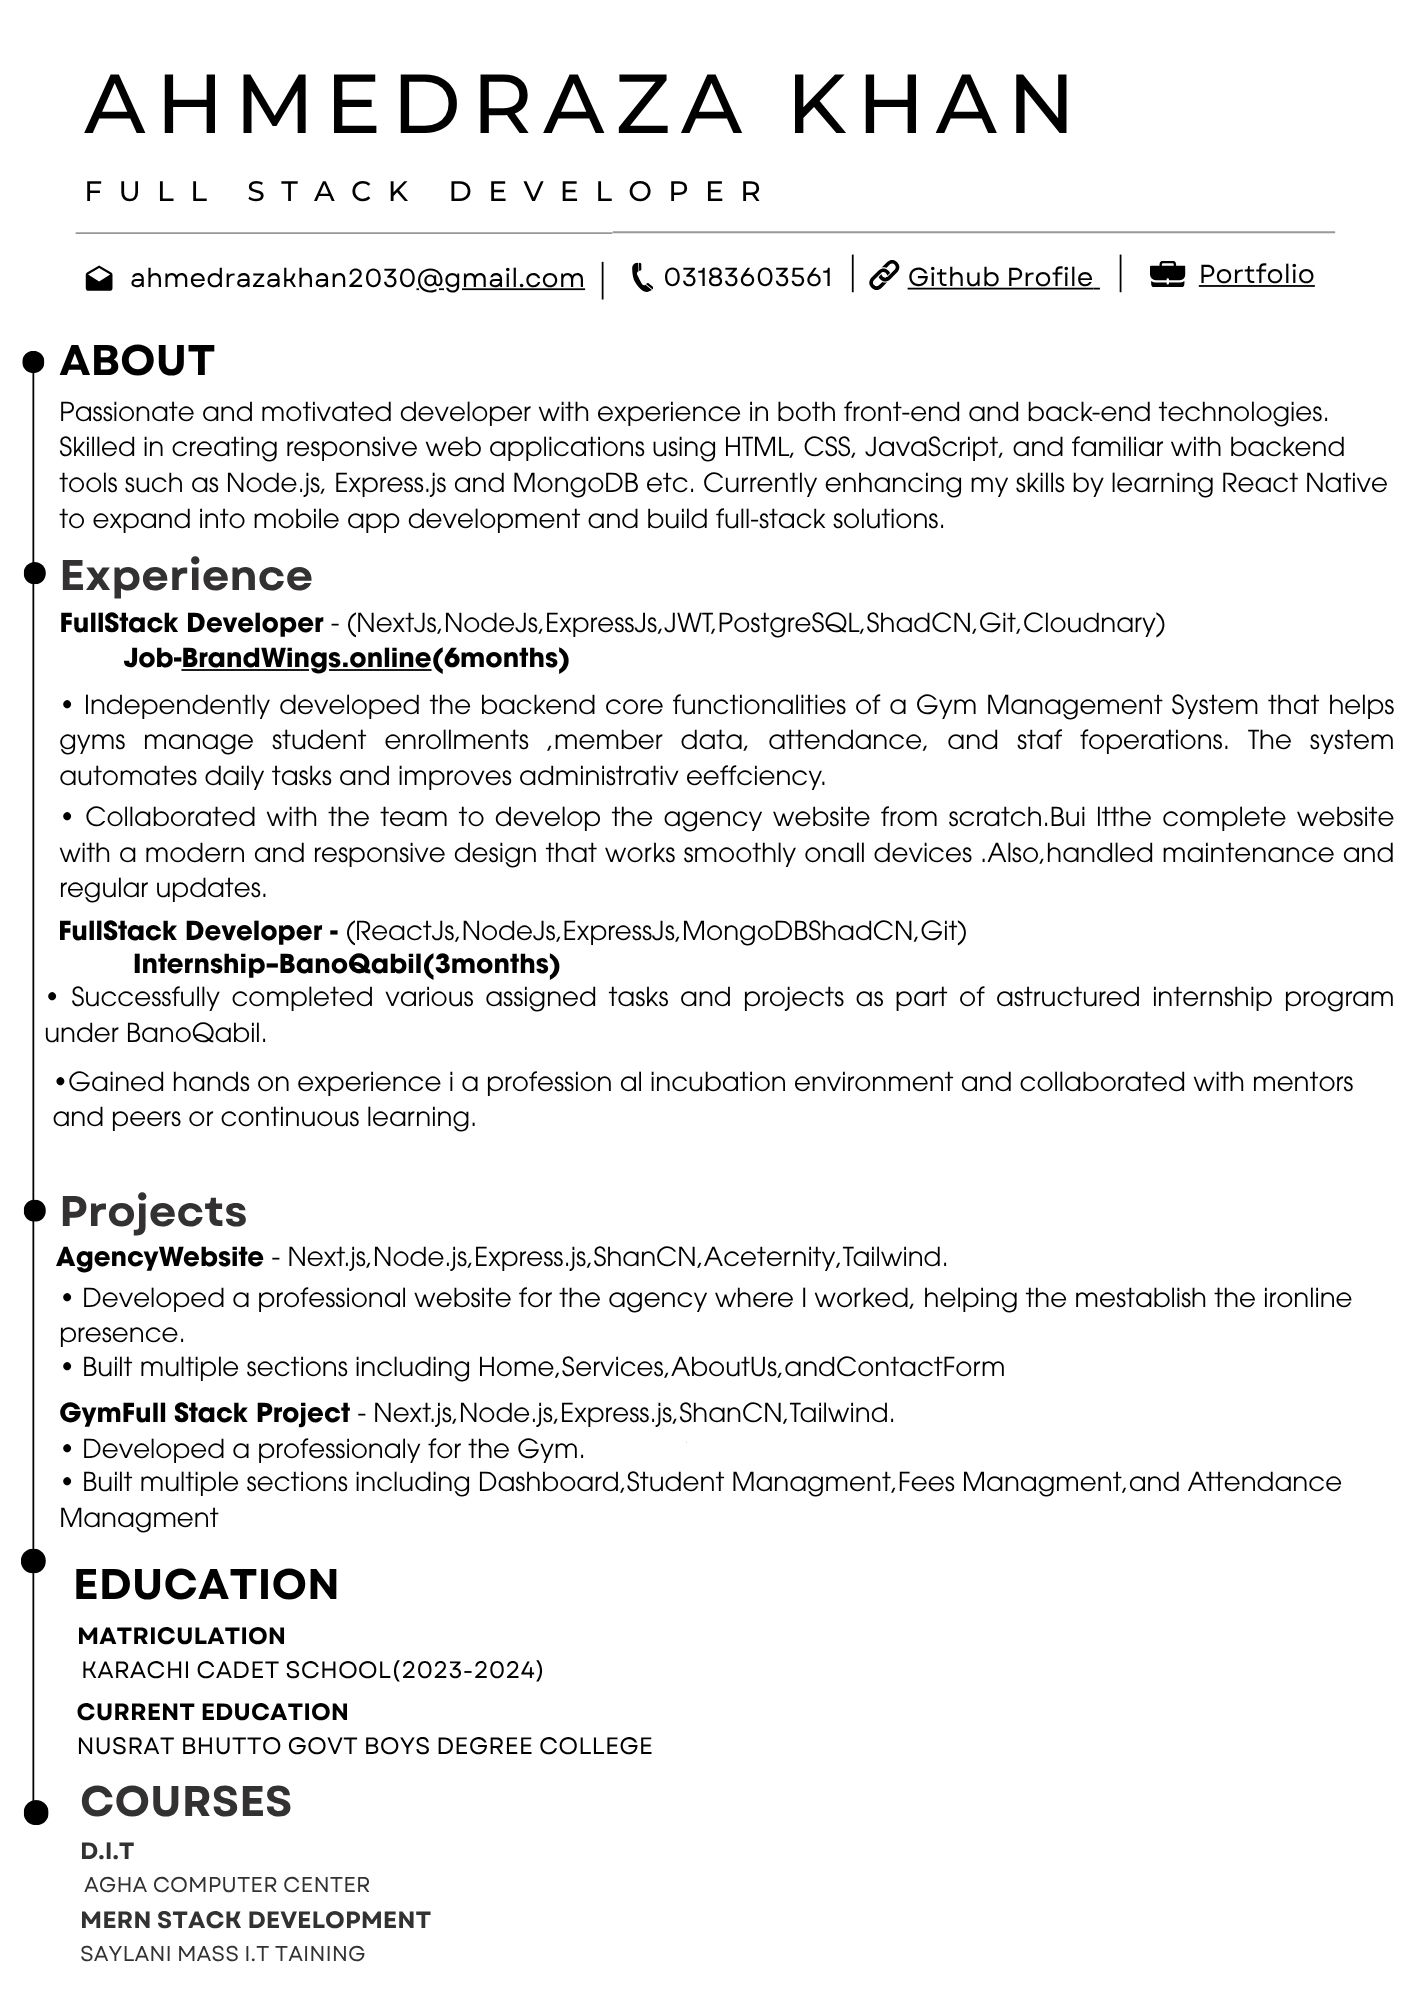 AHMEDRAZA KHAN
FULL STACK DEVELOPER
ahmedrazakhan2030@gmail.com | 03183603561 | Github Profile | Portfolio
ABOUT
Passionate and motivated developer with experience in both front-end and back-end technologies.
Skilled in creating responsive web applications using HTML, CSS, JavaScript, and familiar with backend
tools such as Node.js, Express.js and MongoDB etc. Currently enhancing my skills by learning React Native
to expand into mobile app development and build full-stack solutions.
Experience
FullStack Developer - (NextJs,NodeJs,ExpressJs,JWT,PostgreSQL,ShadCN,Git,Cloudnary)
Job-BrandWings.online(6months)
• Independently developed the backend core functionalities of a Gym Management System that helps
gyms manage student enrollments ,member data, attendance, and staf foperations. The system
automates daily tasks and improves administrativ eeffciency.
• Collaborated with the team to develop the agency website from scratch.Bui ltthe complete website
with a modern and responsive design that works smoothly onall devices .Also,handled maintenance and
regular updates.
FullStack Developer - (ReactJs,NodeJs,ExpressJs,MongoDBShadCN,Git)
Internship–BanoQabil(3months)
• Successfully completed various assigned tasks and projects as part of astructured internship program
under BanoQabil.
•Gained hands on experience i a profession al incubation environment and collaborated with mentors
and peers or continuous learning.
Projects
AgencyWebsite - Next.js,Node.js,Express.js,ShanCN,Aceternity,Tailwind.
• Developed a professional website for the agency where I worked, helping the mestablish the ironline
presence.
• Built multiple sections including Home,Services,AboutUs,andContactForm
GymFull Stack Project - Next.js,Node.js,Express.js,ShanCN,Tailwind.
• Developed a professionaly for the Gym.
• Built multiple sections including Dashboard,Student Managment,Fees Managment,and Attendance
Managment
EDUCATION
MATRICULATION
KARACHI CADET SCHOOL(2023-2024)
CURRENT EDUCATION
NUSRAT BHUTTO GOVT BOYS DEGREE COLLEGE
COURSES
D.I.T
AGHA COMPUTER CENTER
MERN STACK DEVELOPMENT
SAYLANI MASS I.T TAINING